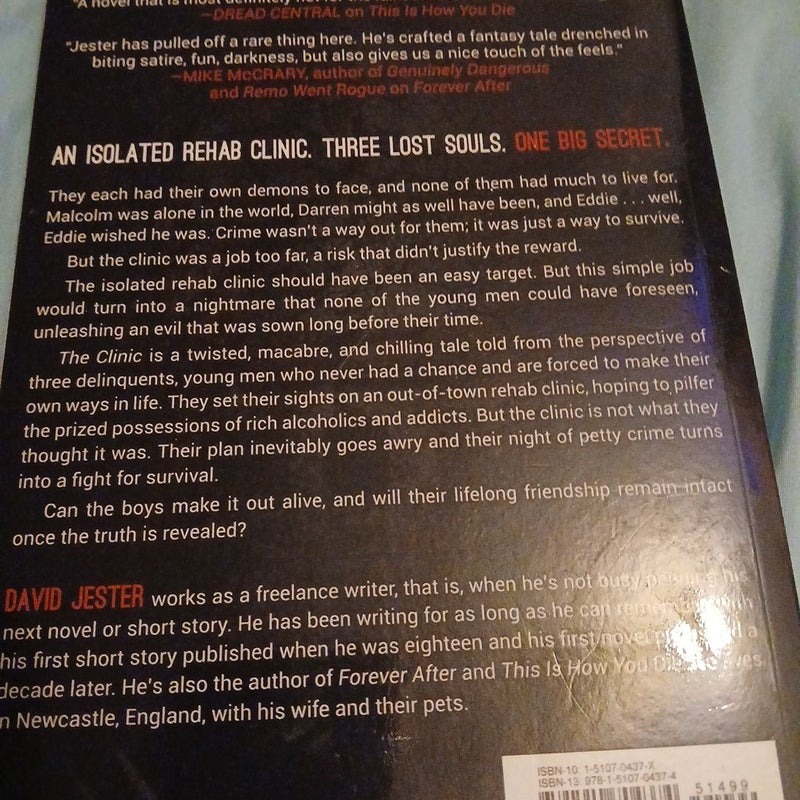 "A novel that is most definitely not for the
—DREAD CENTRAL on This Is How You Die
"Jester has pulled off a rare thing here. He's crafted a fantasy tale drenched in
biting satire, fun, darkness, but also gives us a nice touch of the feels."
—MIKE McCRARY, author of Genuinely Dangerous
and Remo Went Rogue on Forever After
AN ISOLATED REHAB CLINIC. THREE LOST SOULS. ONE BIG SECRET.
They each had their own demons to face, and none of them had much to live for.
Malcolm was alone in the world, Darren might as well have been, and Eddie . . . well,
Eddie wished he was. Crime wasn't a way out for them; it was just a way to survive.
But the clinic was a job too far, a risk that didn't justify the reward.
The isolated rehab clinic should have been an easy target. But this simple job
would turn into a nightmare that none of the young men could have foreseen,
unleashing an evil that was sown long before their time.
The Clinic is a twisted, macabre, and chilling tale told from the perspective of
three delinquents, young men who never had a chance and are forced to make their
own ways in life. They set their sights on an out-of-town rehab clinic, hoping to pilfer
the prized possessions of rich alcoholics and addicts. But the clinic is not what they
thought it was. Their plan inevitably goes awry and their night of petty crime turns
into a fight for survival.
Can the boys make it out alive, and will their lifelong friendship remain intact
once the truth is revealed?
DAVID JESTER works as a freelance writer, that is, when he's not busy penning his
next novel or short story. He has been writing for as long as he can remember, with
his first short story published when he was eighteen and his first novel a
decade later. He's also the author of Forever After and This Is How You Die. He lives
n Newcastle, England, with his wife and their pets.
ISBN-10: 1-5107-0437-X
ISBN-13: 978-1-5107-0437-4
51499